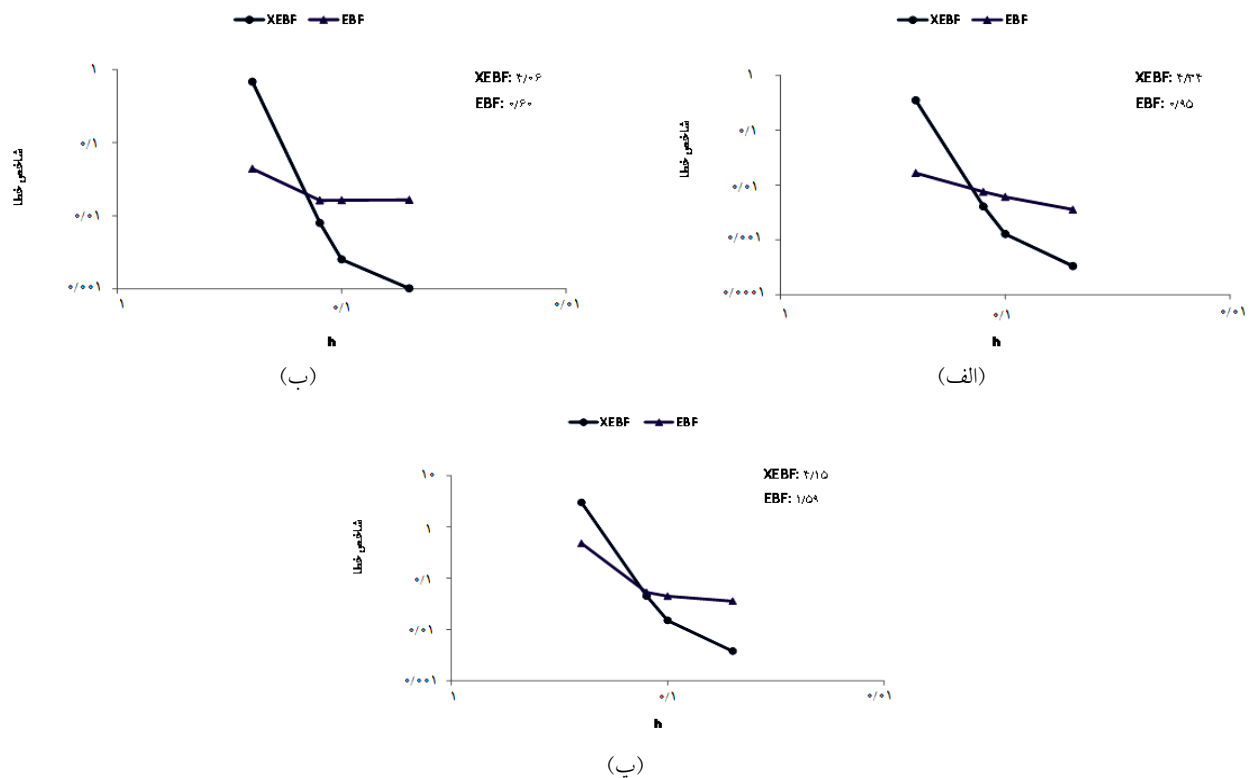 XEBF EBF
XEBF: ۴/۳۴
EBF: ۰/۹۵
شاخص خطا
۱
۰/۱
۰/۰۱
۰/۰۰۱
۰/۰۰۰۱
۱ ۰/۱ ۰/۰۱
h
(الف)
XEBF EBF
XEBF: ۴/۰۶
EBF: ۰/۶۰
شاخص خطا
۱
۰/۱
۰/۰۱
۰/۰۰۱
۱ ۰/۱ ۰/۰۱
h
(ب)
XEBF EBF
XEBF: ۴/۱۵
EBF: ۱/۵۹
شاخص خطا
۱۰
۱
۰/۱
۰/۰۱
۰/۰۰۱
۱ ۰/۱ ۰/۰۱
h
(پ)